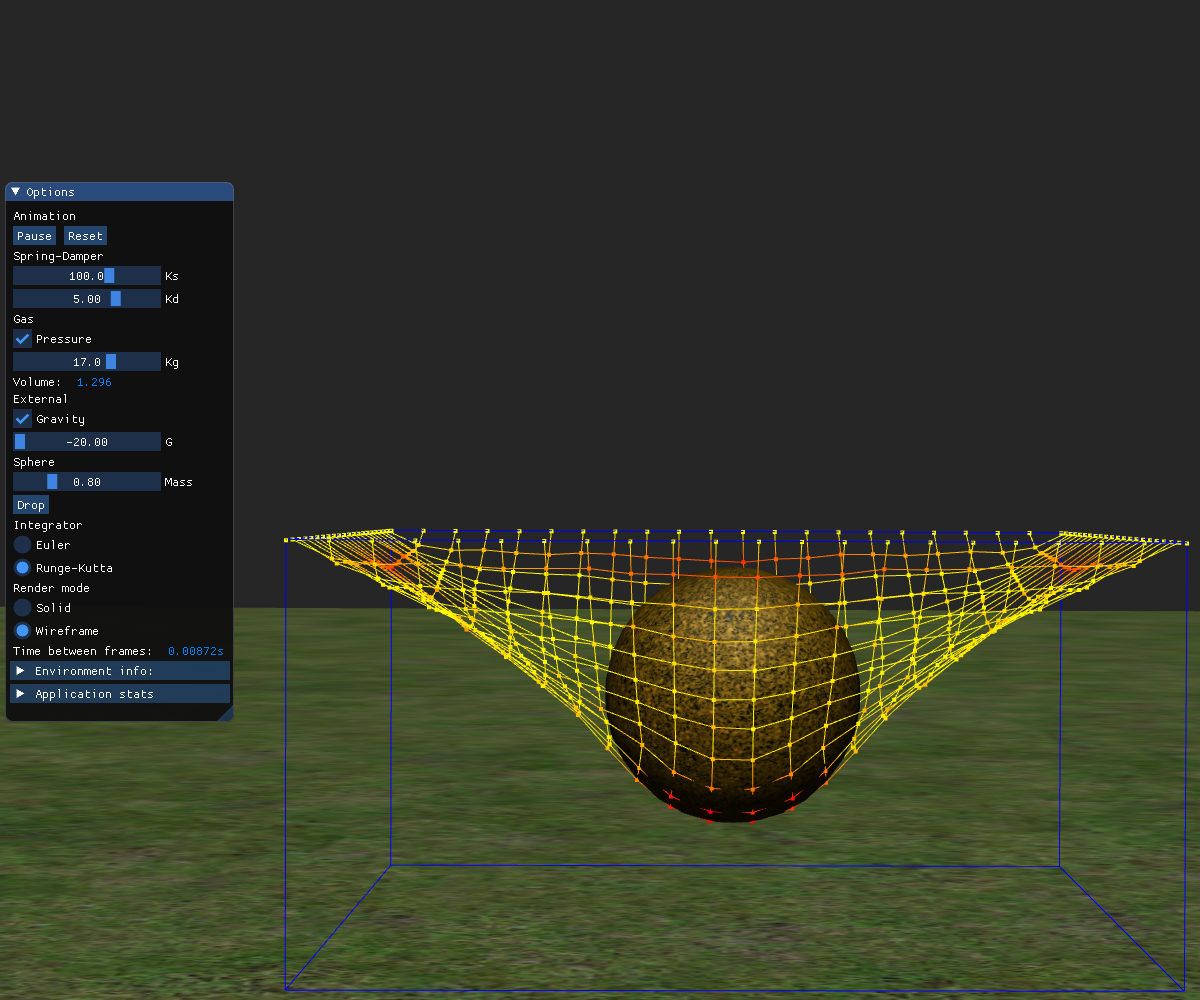 Options
Animation
Pause Reset
Spring-Damper
100.0 Ks
5.00 Kd
Gas
Pressure
17.0 Kg
Volume: 1.296
External
Gravity
-20.00 G
Sphere
0.80 Mass
Drop
Integrator
Euler
Runge-Kutta
Render mode
Solid
Wireframe
Time between frames: 0.00872s
Environment info:
Application stats